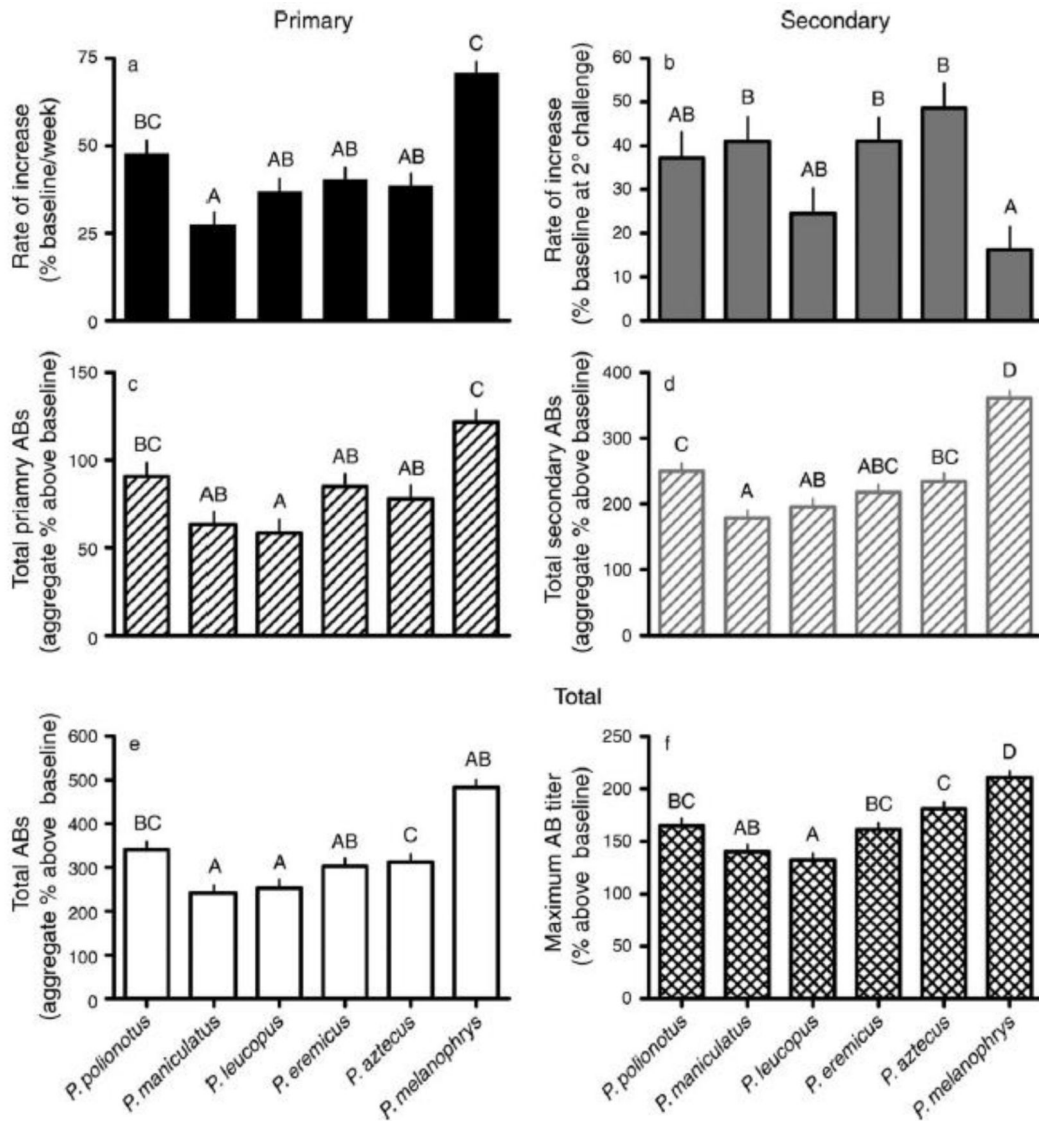 Primary
Secondary
a
Rate of increase
(% baseline/week)
75
50
25
0
BC
A
AB
AB
AB
C
b
Rate of increase
(% baseline at 2° challenge)
60
50
40
30
20
10
0
AB
B
AB
B
B
A
c
Total priamry ABs
(aggregate % above baseline)
150
100
50
0
BC
AB
A
AB
AB
C
d
Total secondary ABs
(aggregate % above baseline)
400
300
200
100
0
C
A
AB
ABC
BC
D
Total
e
Total ABs
(aggregate % above baseline)
600
500
400
300
200
100
0
BC
A
A
AB
C
AB
P. polionotus
P. maniculatus
P. leucopus
P. eremicus
P. aztecus
P. melanophrys
f
Maximum AB titer
(% above baseline)
250
200
150
100
50
0
BC
AB
A
BC
C
D
P. polionotus
P. maniculatus
P. leucopus
P. eremicus
P. aztecus
P. melanophrys